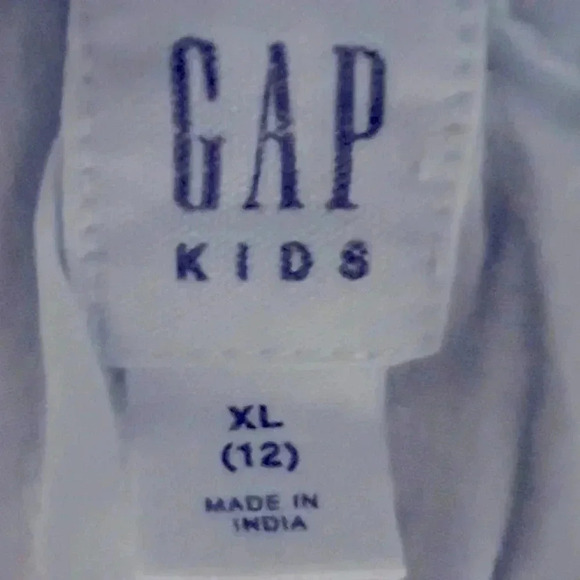 GAP
KIDS
XL
(12)
MADE IN
INDIA